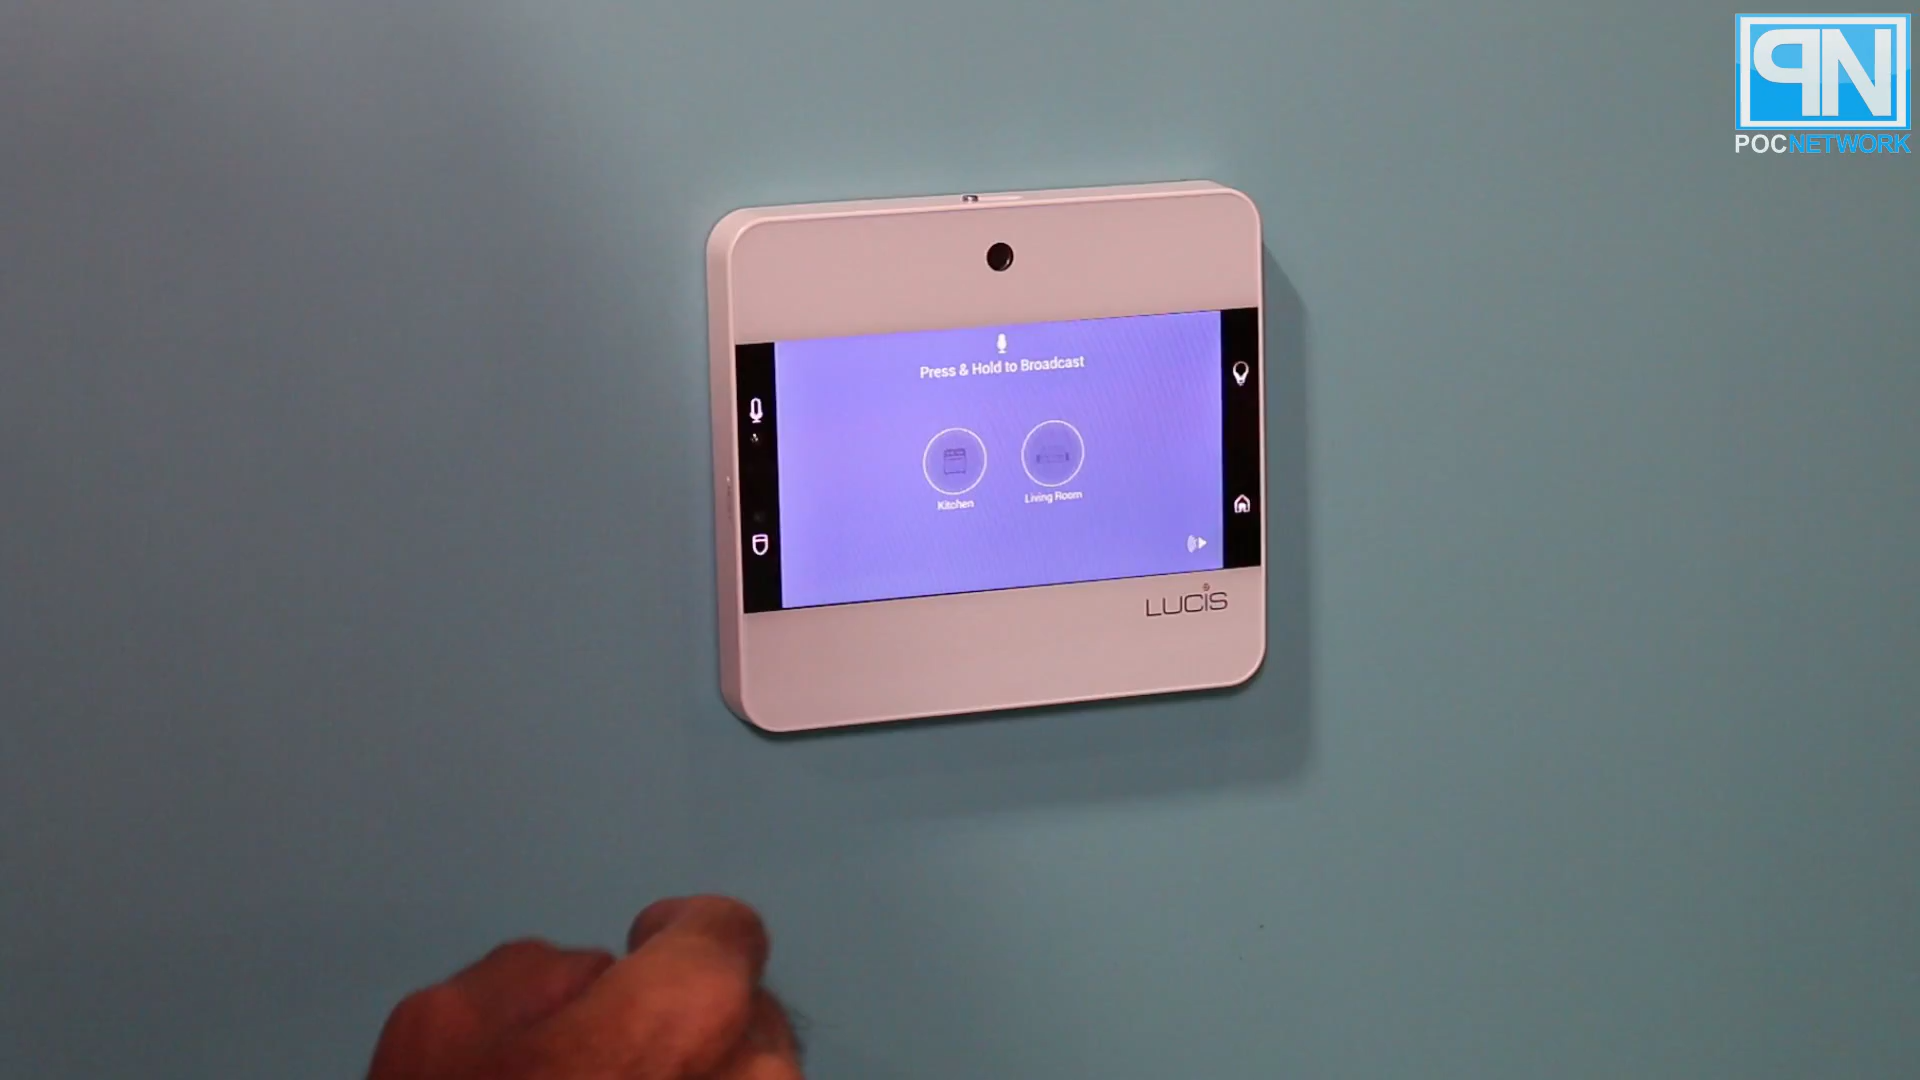 PN
POCNETWORK
Press & Hold to Broadcast
Kitchen
Living Room
LUCIS